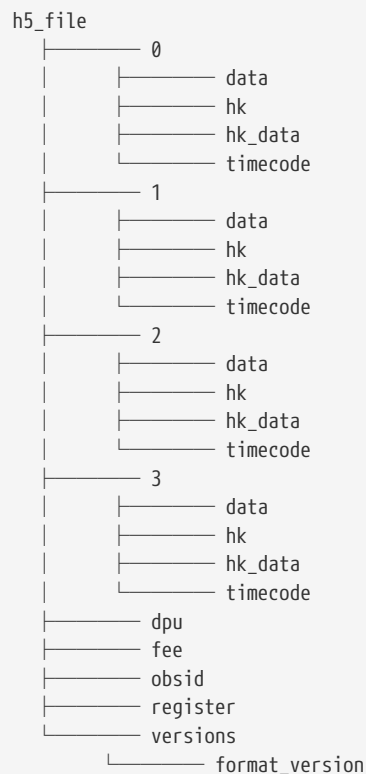 h5_file
0
data
hk
hk_data
timecode
1
data
hk
hk_data
timecode
2
data
hk
hk_data
timecode
3
data
hk
hk_data
timecode
dpu
fee
obsid
register
versions
format_version